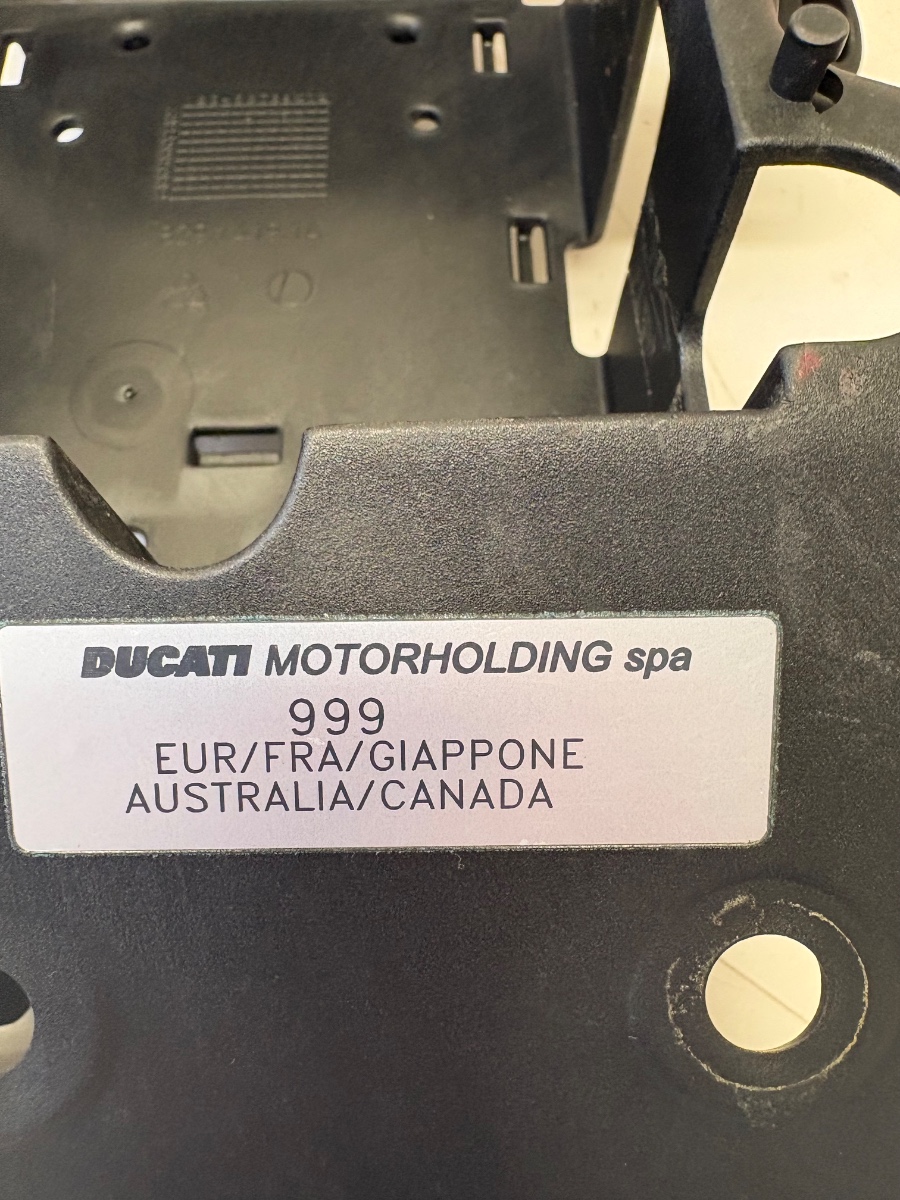 DUCATI MOTORHOLDING spa
999
EUR/FRA/GIAPPONE
AUSTRALIA/CANADA